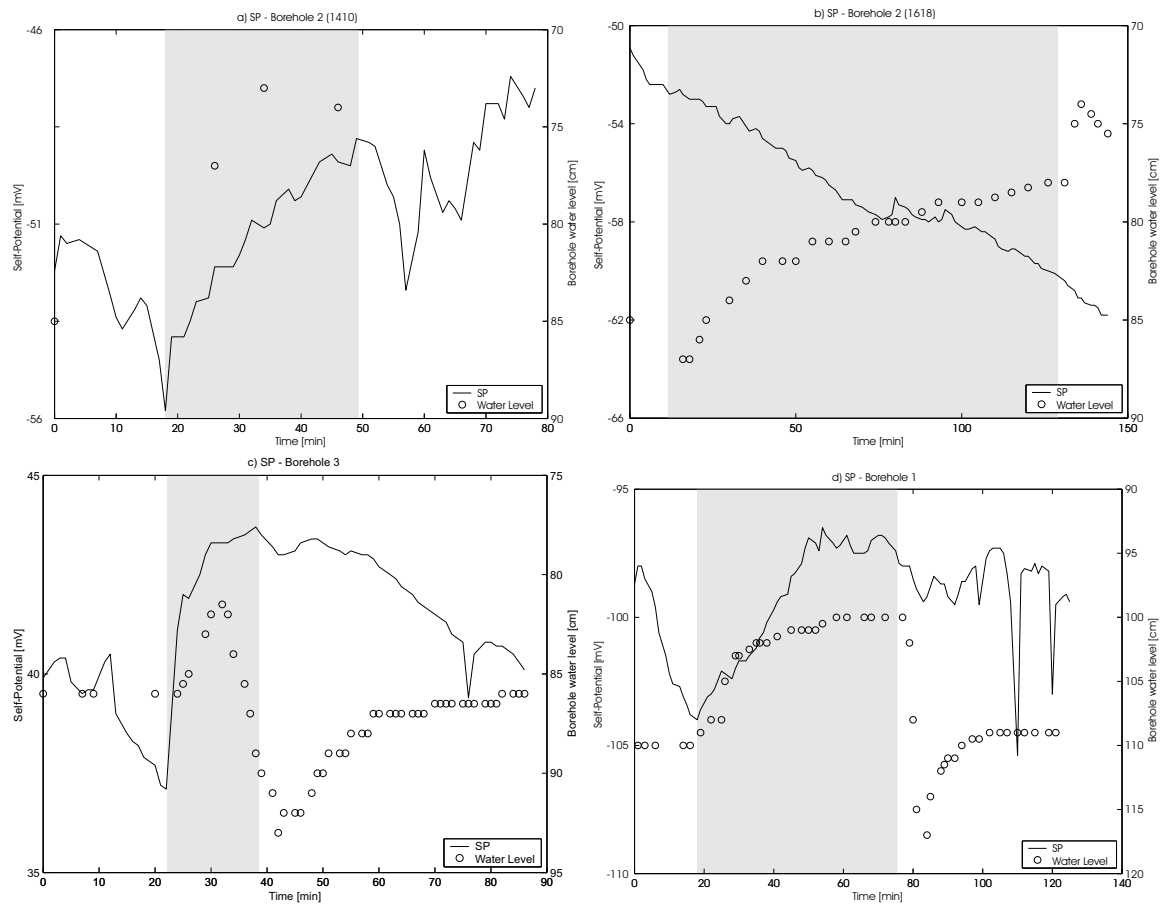 a) SP - Borehole 2 (1410)
-46
-51
-56
Self-Potential [mV]
70
75
80
85
90
Borehole water level [cm]
0 10 20 30 40 50 60 70 80
Time [min]
SP
Water Level
b) SP - Borehole 2 (1618)
-50
-54
-58
-62
-66
Self-Potential [mV]
70
75
80
85
90
Borehole water level [cm]
0 50 100 150
Time [min]
SP
Water Level
c) SP - Borehole 3
45
40
35
Self-Potential [mV]
75
80
85
90
95
Borehole water level [cm]
0 10 20 30 40 50 60 70 80 90
Time [min]
SP
Water Level
d) SP - Borehole 1
-95
-100
-105
-110
Self-Potential [mV]
90
95
100
105
110
115
120
Borehole water level [cm]
0 20 40 60 80 100 120 140
Time [min]
SP
Water Level